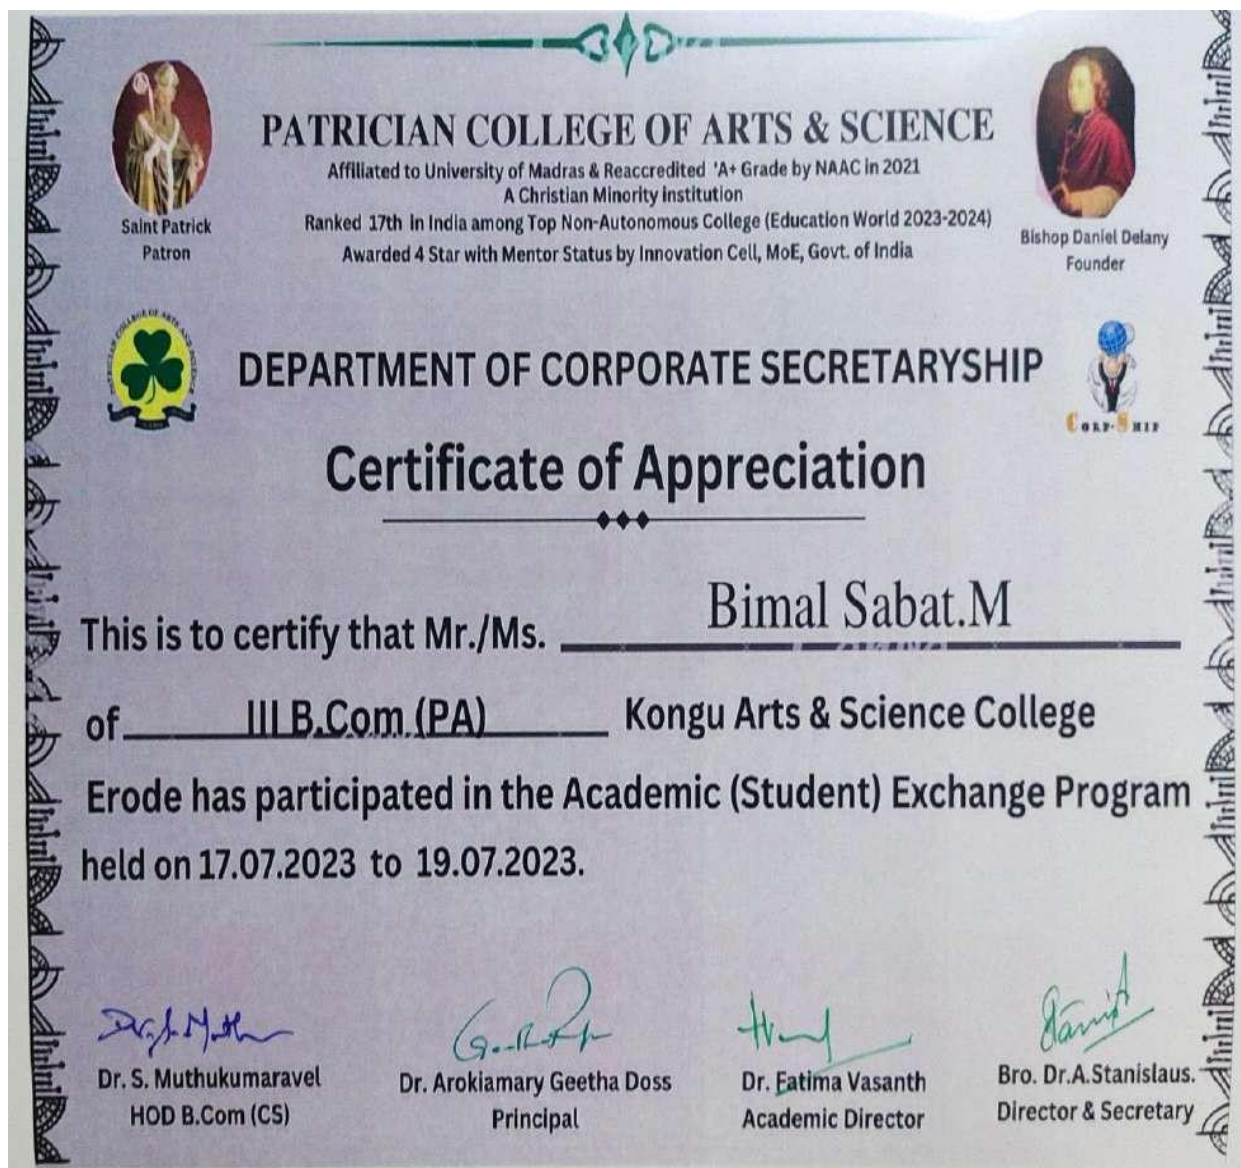 PATRICIAN COLLEGE OF ARTS & SCIENCE
Affiliated to University of Madras & Reaccredited 'A+ Grade by NAAC in 2021
A Christian Minority institution
Ranked 17th in India among Top Non-Autonomous College (Education World 2023-2024)
Awarded 4 Star with Mentor Status by Innovation Cell, MoE, Govt. of India
Saint Patrick
Patron
Bishop Daniel Delany
Founder
DEPARTMENT OF CORPORATE SECRETARYSHIP
CORP-SHIP
Certificate of Appreciation
This is to certify that Mr./Ms. Bimal Sabat.M
of III B.Com.(PA) Kongu Arts & Science College
Erode has participated in the Academic (Student) Exchange Program
held on 17.07.2023 to 19.07.2023.
Dr. S. Muthukumaravel
HOD B.Com (CS)
Dr. Arokiamary Geetha Doss
Principal
Dr. Fatima Vasanth
Academic Director
Bro. Dr.A.Stanislaus.
Director & Secretary